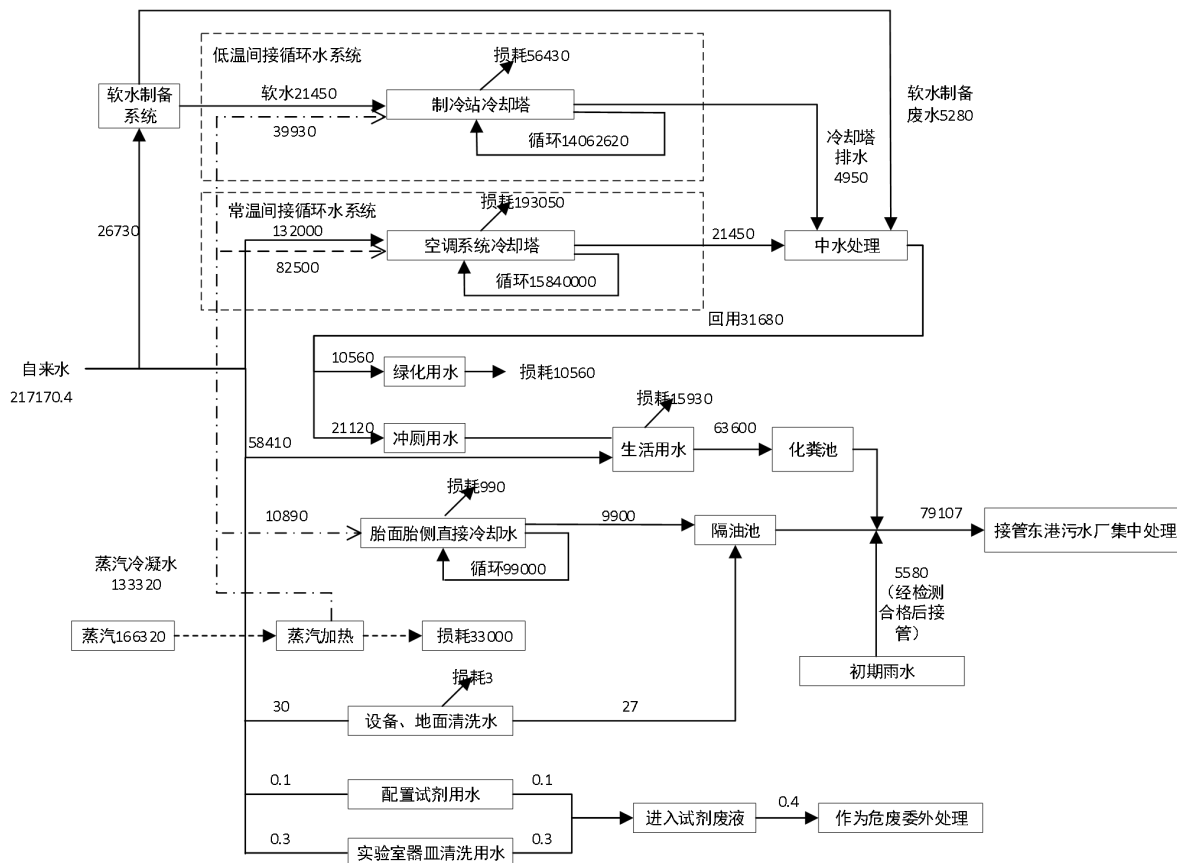 低温间接循环水系统
损耗56430
软水制备
系统
软水21450
制冷站冷却塔
39930
循环14062620
软水制备
废水5280
冷却塔
排水
4950
常温间接循环水系统
损耗193050
26730
132000
空调系统冷却塔
21450
中水处理
82500
循环15840000
回用31680
自来水
217170.4
10560
绿化用水
损耗10560
损耗15930
21120
冲厕用水
58410
生活用水
63600
化粪池
损耗990
10890
胎面胎侧直接冷却水
9900
隔油池
79107
接管东港污水厂集中处理
循环99000
蒸汽冷凝水
133320
5580
（经检测
合格后接
管）
蒸汽166320
蒸汽加热
损耗33000
初期雨水
损耗3
30
设备、地面清洗水
27
0.1
配置试剂用水
0.1
进入试剂废液
0.4
作为危废委外处理
0.3
实验室器皿清洗用水
0.3